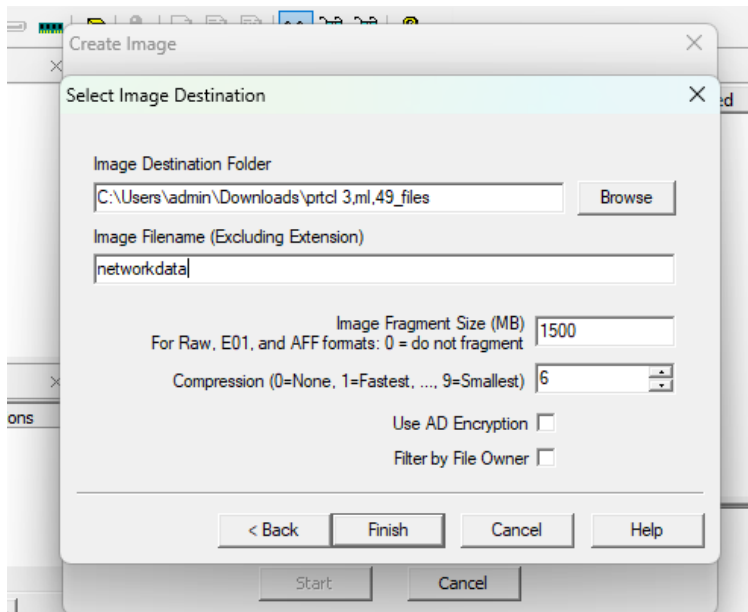 Create Image
ed
Select Image Destination
Image Destination Folder
C:\Users\admin\Downloads\prtcl 3,ml,49_files
Browse
Image Filename (Excluding Extension)
networkdata
Image Fragment Size (MB)
1500
For Raw, E01, and AFF formats: 0 = do not fragment
Compression (0=None, 1=Fastest, ..., 9=Smallest)
6
ons
Use AD Encryption
Filter by File Owner
< Back
Finish
Cancel
Help
Start
Cancel